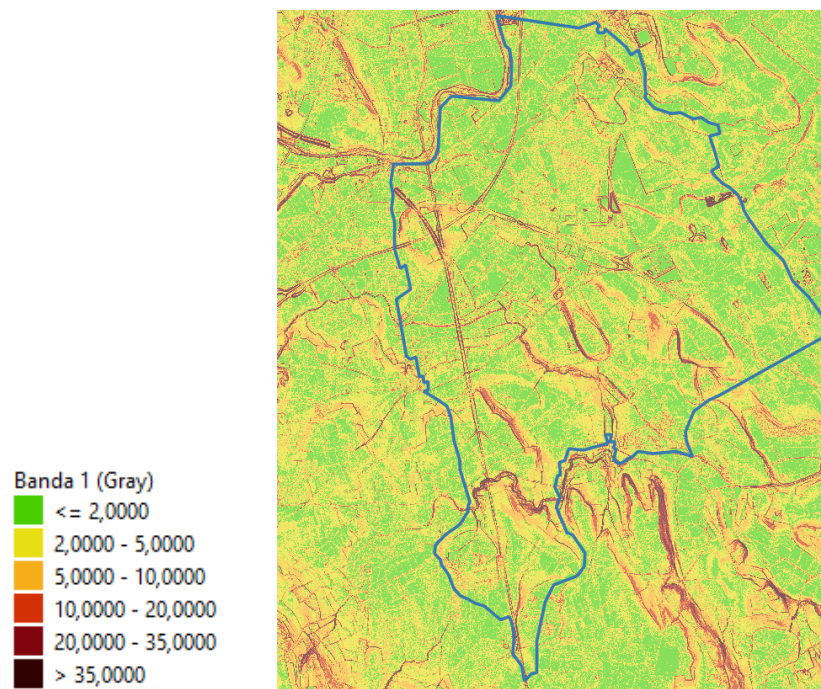 Banda 1 (Gray)
<= 2,0000
2,0000 - 5,0000
5,0000 - 10,0000
10,0000 - 20,0000
20,0000 - 35,0000
> 35,0000